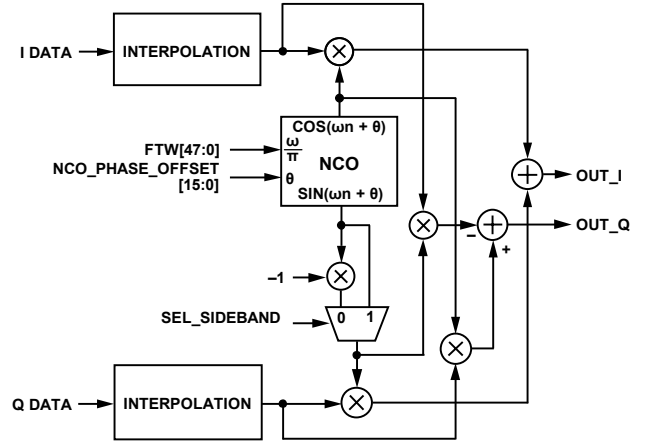 I DATA
INTERPOLATION
COS(ωn + θ)
FTW[47:0]
ω
π
NCO
NCO_PHASE_OFFSET
[15:0]
θ
SIN(ωn + θ)
OUT_I
–
+
OUT_Q
–1
0
1
SEL_SIDEBAND
Q DATA
INTERPOLATION